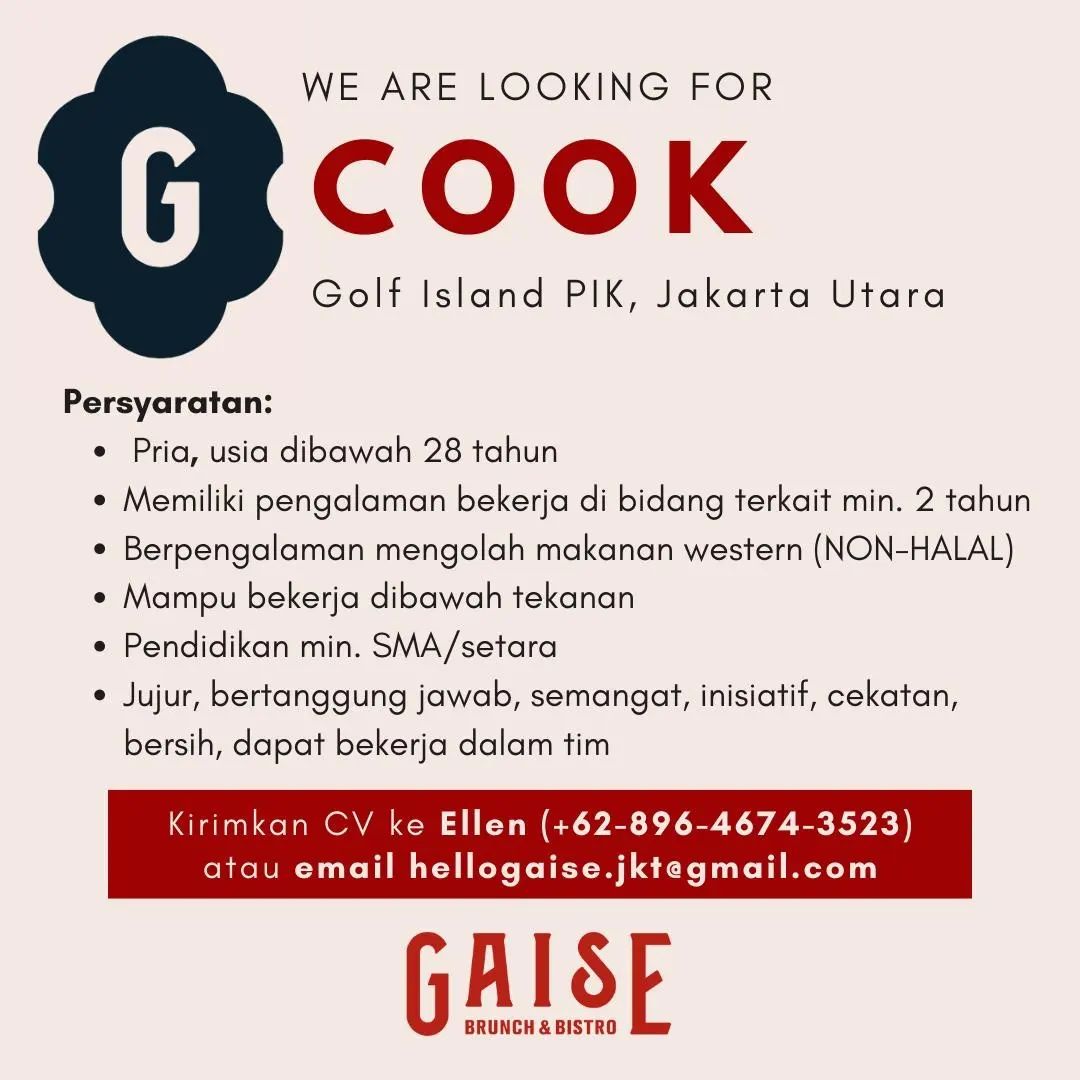 G
WE ARE LOOKING FOR
COOK
Golf Island PIK, Jakarta Utara
Persyaratan:
• Pria, usia dibawah 28 tahun
• Memiliki pengalaman bekerja di bidang terkait min. 2 tahun
• Berpengalaman mengolah makanan western (NON-HALAL)
• Mampu bekerja dibawah tekanan
• Pendidikan min. SMA/setara
• Jujur, bertanggung jawab, semangat, inisiatif, cekatan,
bersih, dapat bekerja dalam tim
Kirimkan CV ke Ellen (+62-896-4674-3523)
atau email hellogaise.jkt@gmail.com
GAISE
BRUNCH & BISTRO